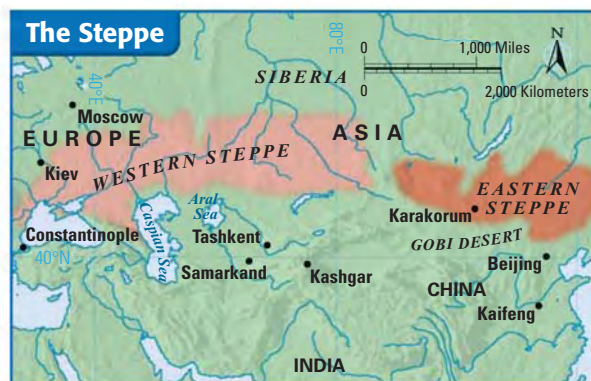 The Steppe
80°E
N
0 1,000 Miles
0 2,000 Kilometers
SIBERIA
40°E
Moscow
EUROPE
ASIA
WESTERN STEPPE
Kiev
EASTERN
STEPPE
Aral
Sea
Caspian Sea
Karakorum
Constantinople
Tashkent
GOBI DESERT
40°N
Samarkand
Kashgar
Beijing
CHINA
Kaifeng
INDIA